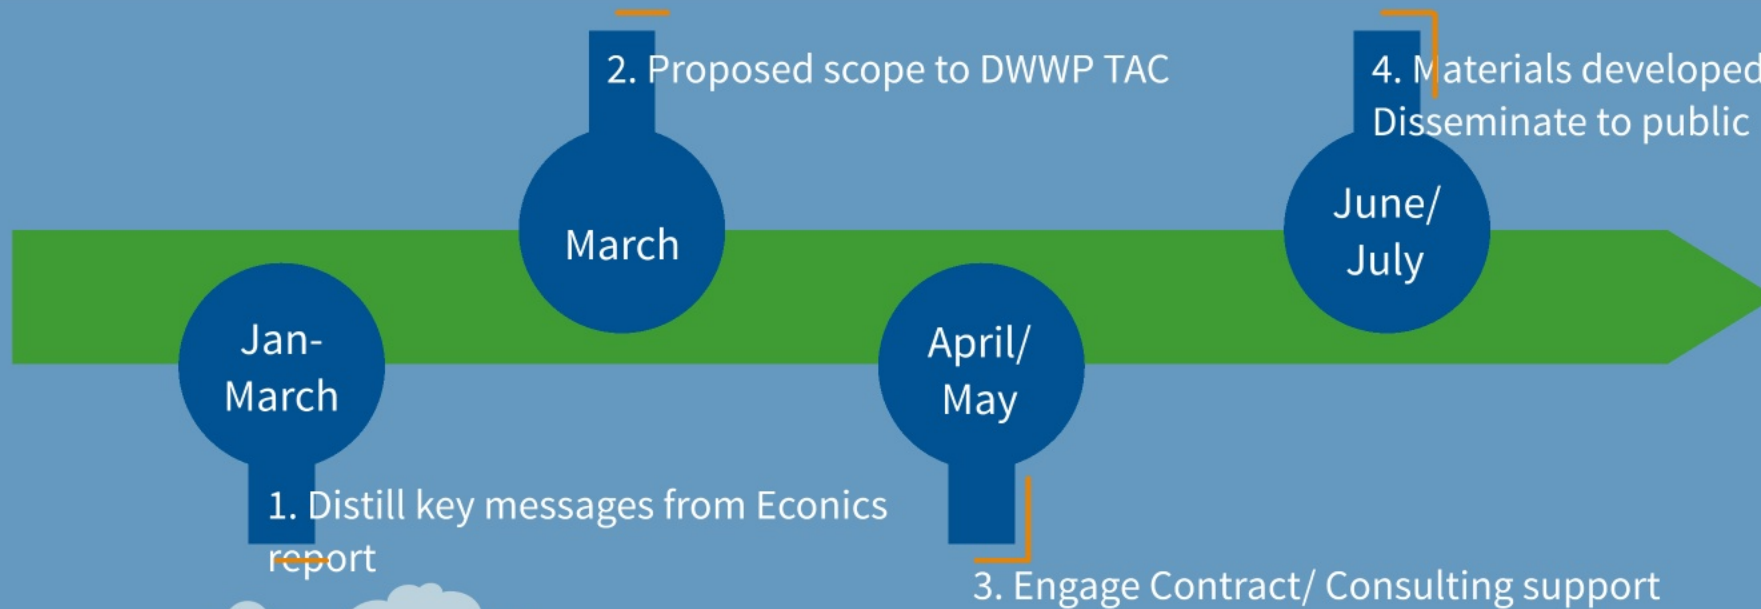 2. Proposed scope to DWWP TAC
4. Materials developed
Disseminate to public
March
June/
July
Jan-
March
April/
May
1. Distill key messages from Econics
report
3. Engage Contract/ Consulting support